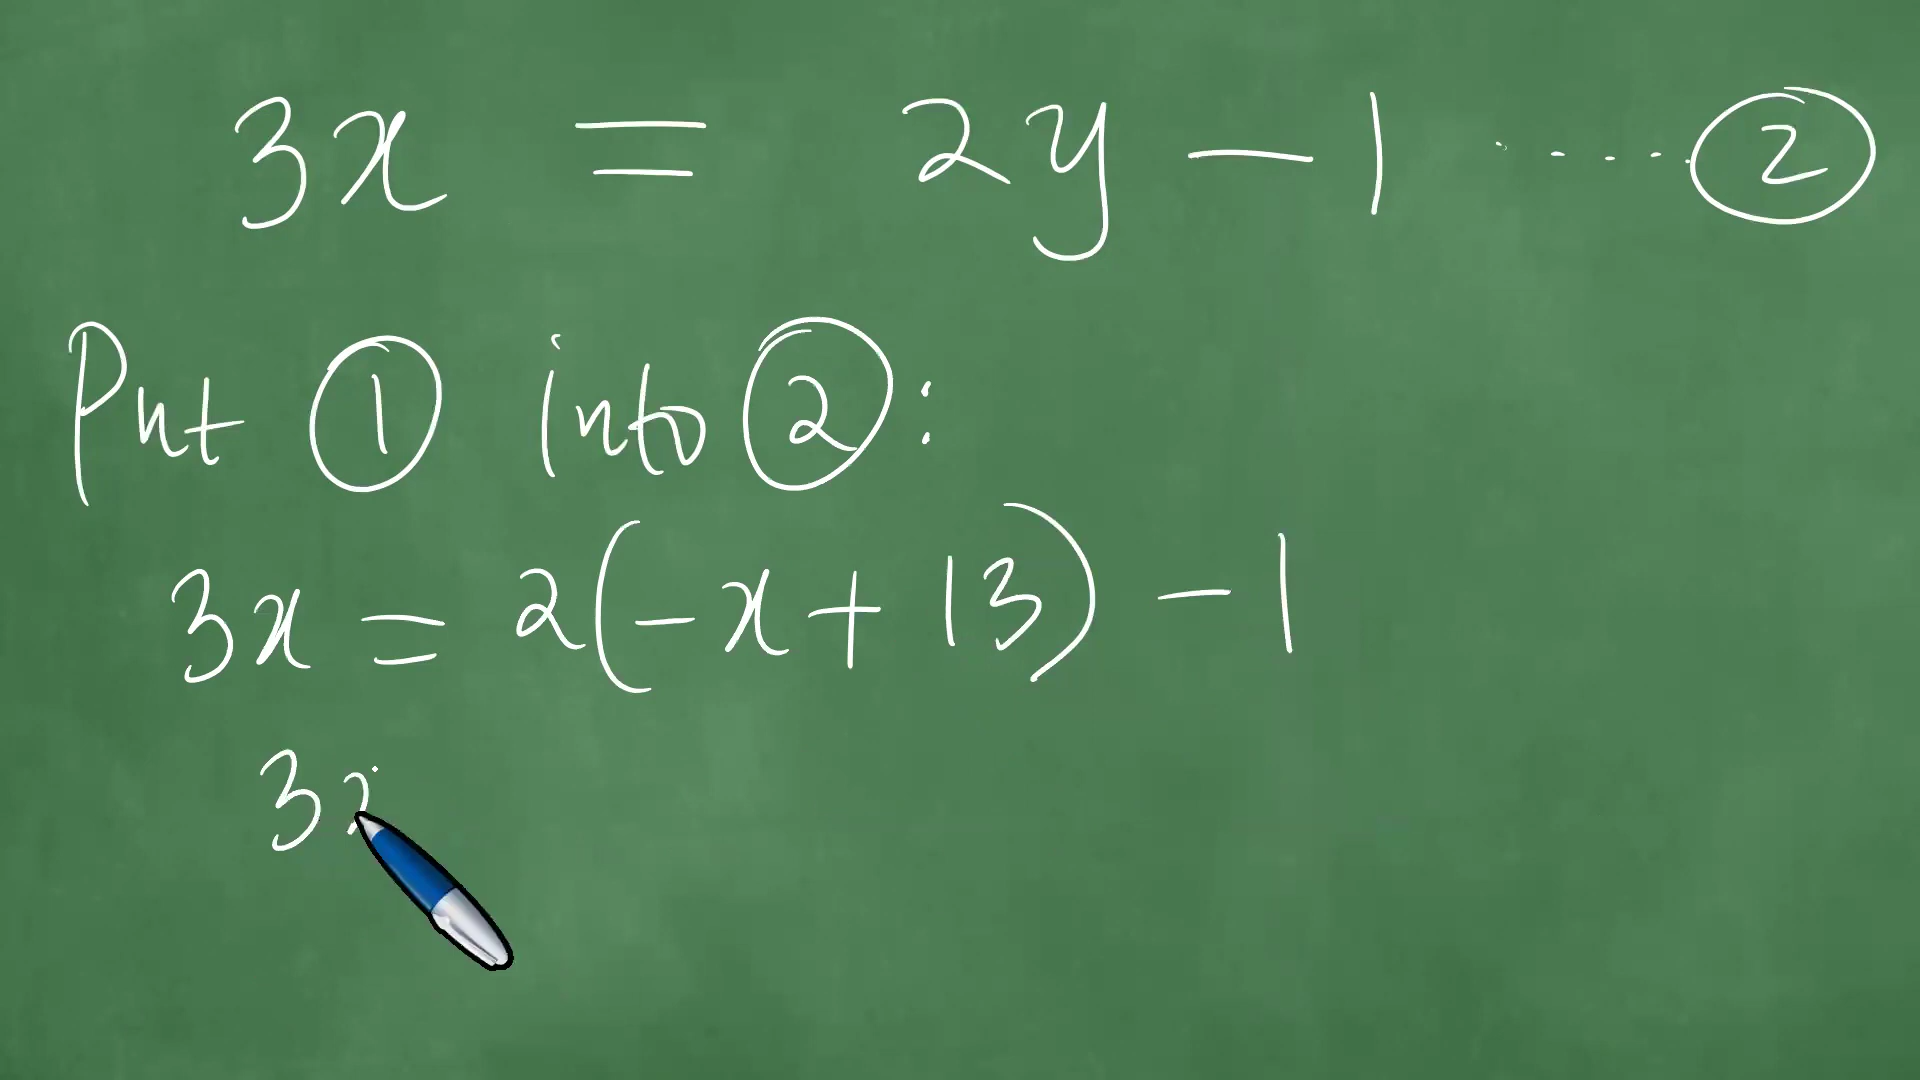 3x = 2y - 1 ..... ②
Put ① into ② :
3x = 2(-x + 13) - 1
3